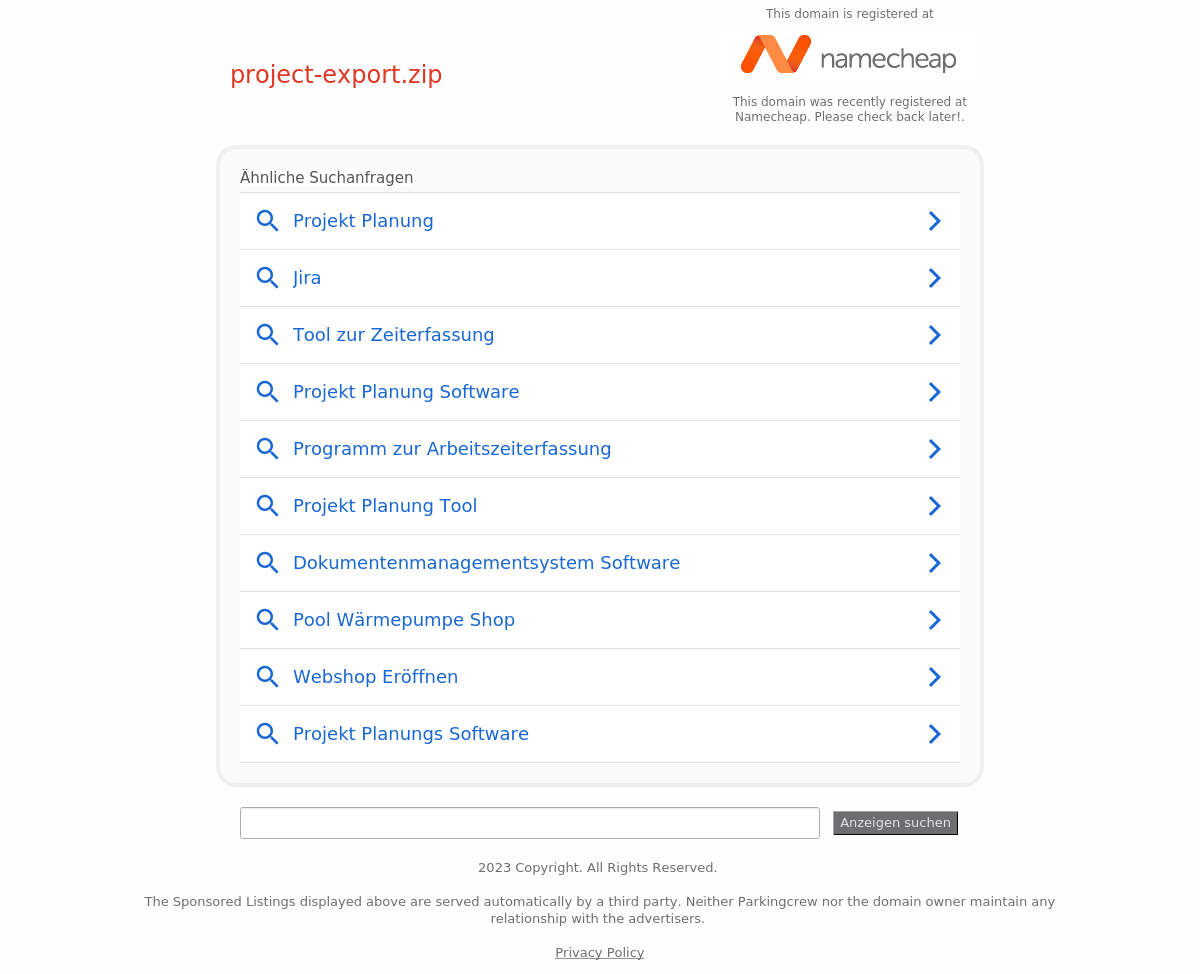 This domain is registered at
namecheap
project-export.zip
This domain was recently registered at
Namecheap. Please check back later!.
Ähnliche Suchanfragen
Projekt Planung
Jira
Tool zur Zeiterfassung
Projekt Planung Software
Programm zur Arbeitszeiterfassung
Projekt Planung Tool
Dokumentenmanagementsystem Software
Pool Wärmepumpe Shop
Webshop Eröffnen
Projekt Planungs Software
Anzeigen suchen
2023 Copyright. All Rights Reserved.
The Sponsored Listings displayed above are served automatically by a third party. Neither Parkingcrew nor the domain owner maintain any
relationship with the advertisers.
Privacy Policy